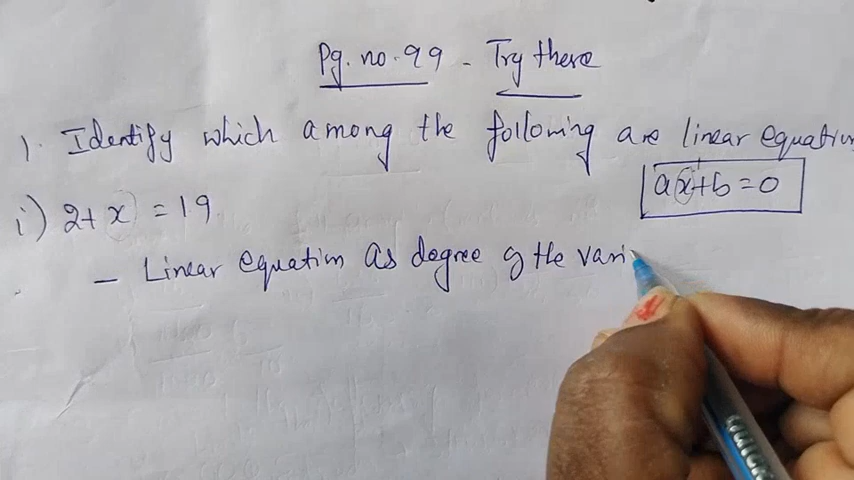 Pg. no. 99 - Try these
1. Identify which among the following are linear equation
ax¹+b=0
i) 2+x = 19
- Linear equation as degree of the vari